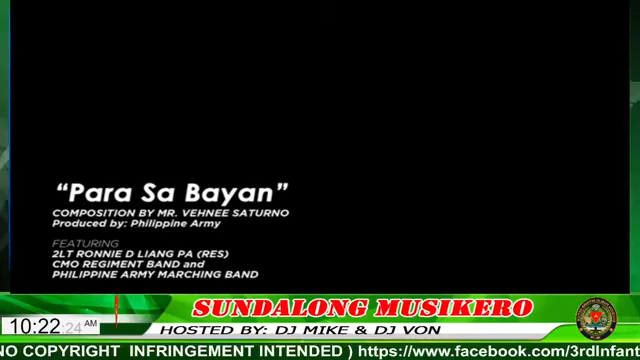 “Para Sa Bayan”
COMPOSITION BY MR. VEHNEE SATURNO
Produced by: Philippine Army
FEATURING
2LT RONNIE D LIANG PA (RES)
CMO REGIMENT BAND and
PHILIPPINE ARMY MARCHING BAND
SUNDALONG MUSIKERO
10:22:24 AM
HOSTED BY: DJ MIKE & DJ VON
NO COPYRIGHT INFRINGEMENT INTENDED ) https://www.facebook.com/3rdInfant